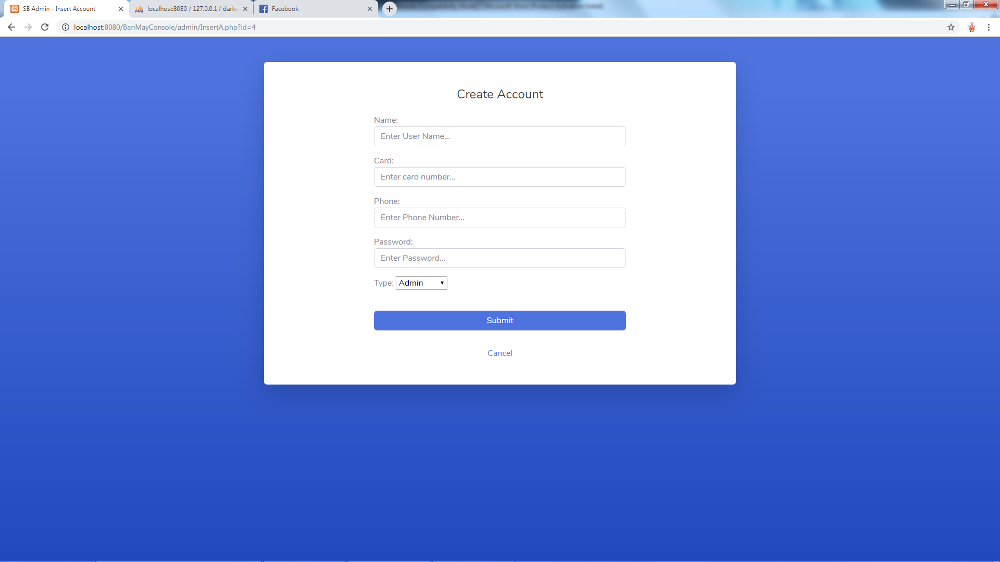 SB Admin - Insert Account
localhost:8080 / 127.0.0.1 / darks
Facebook
localhost:8080/BanMayConsole/admin/InsertA.php?id=4
Create Account
Name:
Enter User Name...
Card:
Enter card number...
Phone:
Enter Phone Number...
Password:
Enter Password...
Type: Admin
Submit
Cancel